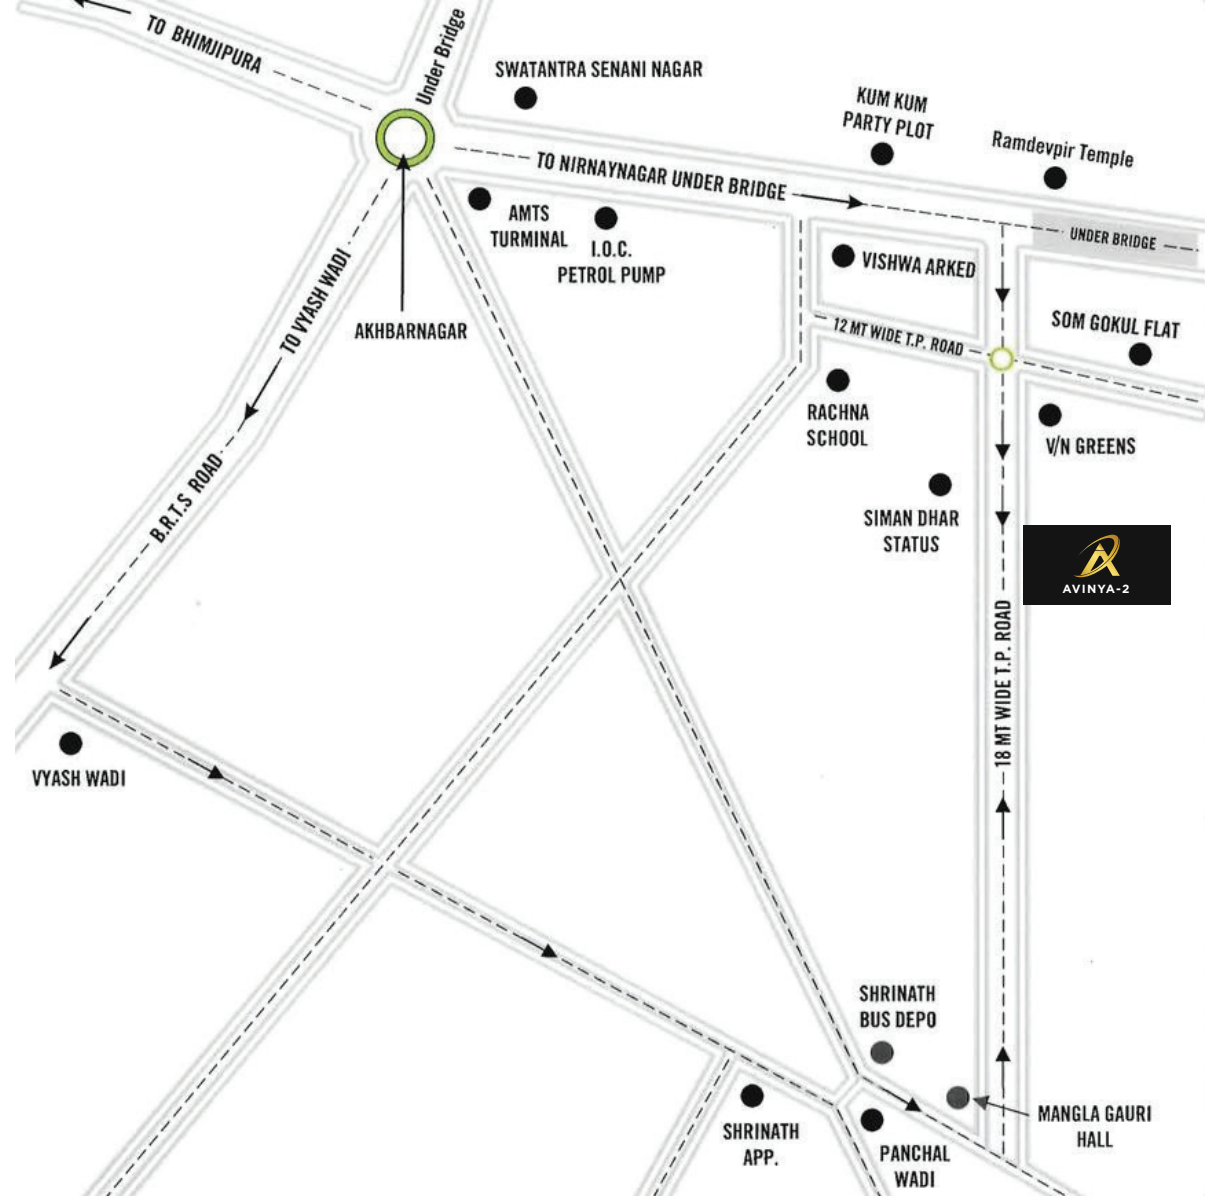 TO BHIMJIPURA
Under Bridge
SWATANTRA SENANI NAGAR
KUM KUM
PARTY PLOT
Ramdevpir Temple
TO NIRNAYNAGAR UNDER BRIDGE
UNDER BRIDGE
AMTS
TURMINAL
I.O.C.
PETROL PUMP
VISHWA ARKED
TO VYASH WADI
AKHBARNAGAR
12 MT WIDE T.P. ROAD
SOM GOKUL FLAT
RACHNA
SCHOOL
V/N GREENS
B.R.T.S ROAD
SIMAN DHAR
STATUS
AVINYA-2
18 MT WIDE T.P. ROAD
VYASH WADI
SHRINATH
BUS DEPO
MANGLA GAURI
HALL
SHRINATH
APP.
PANCHAL
WADI